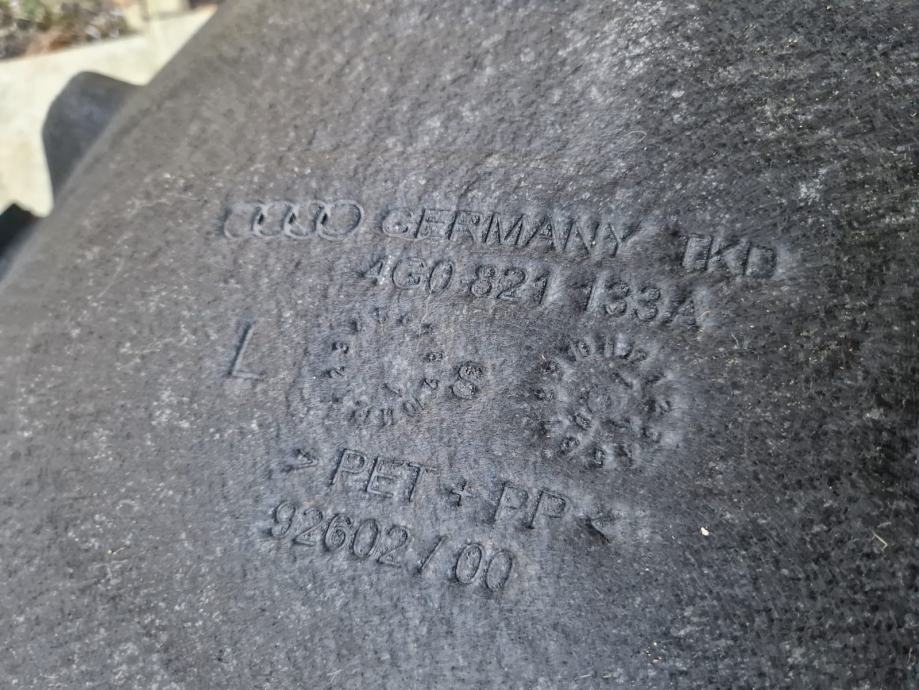 GERMANY TKD
4G0 821 133A
L
S
> PET + PP <
92602/00